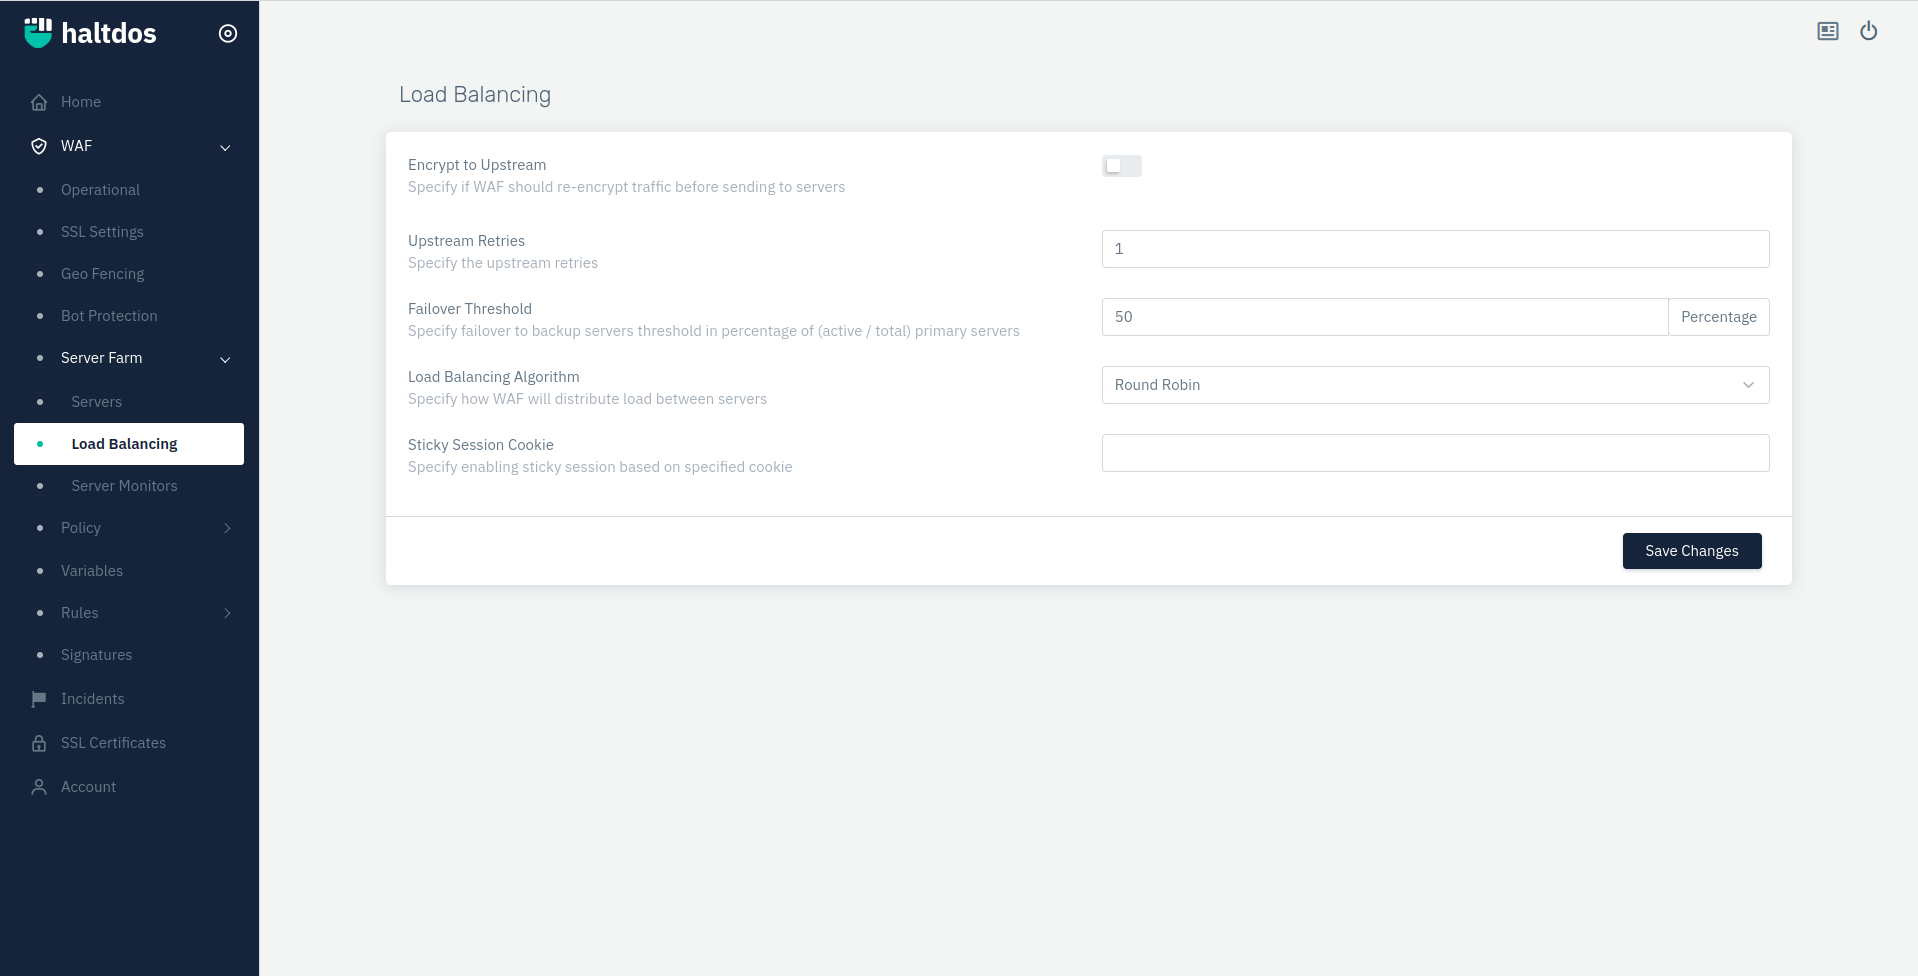 haltdos
Home
WAF
Operational
SSL Settings
Geo Fencing
Bot Protection
Server Farm
Servers
Load Balancing
Server Monitors
Policy
Variables
Rules
Signatures
Incidents
SSL Certificates
Account
Load Balancing
Encrypt to Upstream
Specify if WAF should re-encrypt traffic before sending to servers
Upstream Retries
Specify the upstream retries
1
Failover Threshold
Specify failover to backup servers threshold in percentage of (active / total) primary servers
50 Percentage
Load Balancing Algorithm
Specify how WAF will distribute load between servers
Round Robin
Sticky Session Cookie
Specify enabling sticky session based on specified cookie
Save Changes